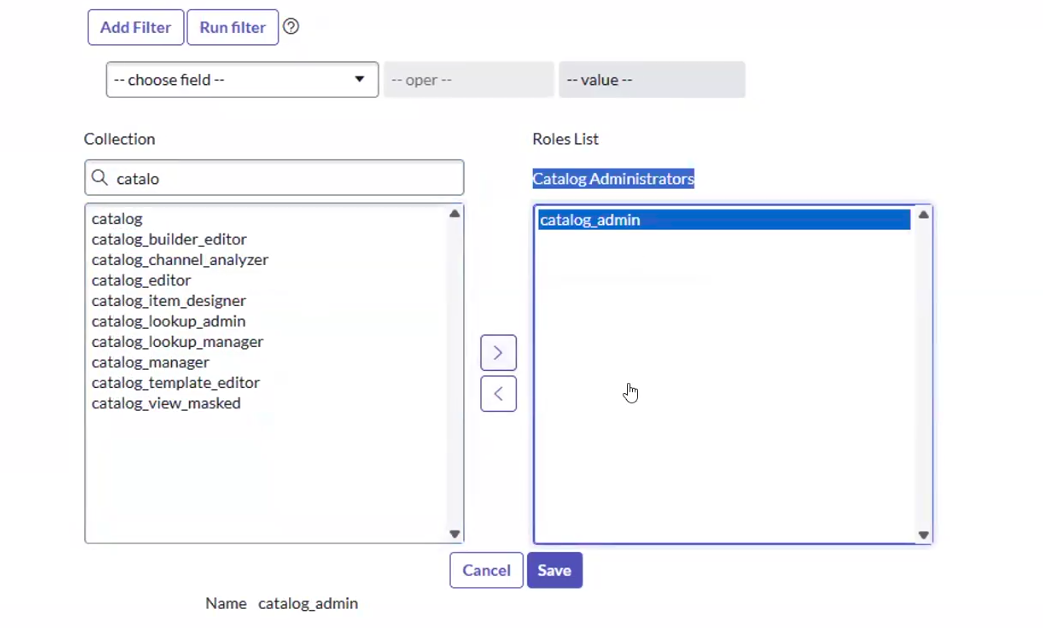 Add Filter Run filter
-- choose field -- -- oper -- -- value --
Collection
catalo
catalog
catalog_builder_editor
catalog_channel_analyzer
catalog_editor
catalog_item_designer
catalog_lookup_admin
catalog_lookup_manager
catalog_manager
catalog_template_editor
catalog_view_masked
Roles List
Catalog Administrators
catalog_admin
Cancel Save
Name catalog_admin